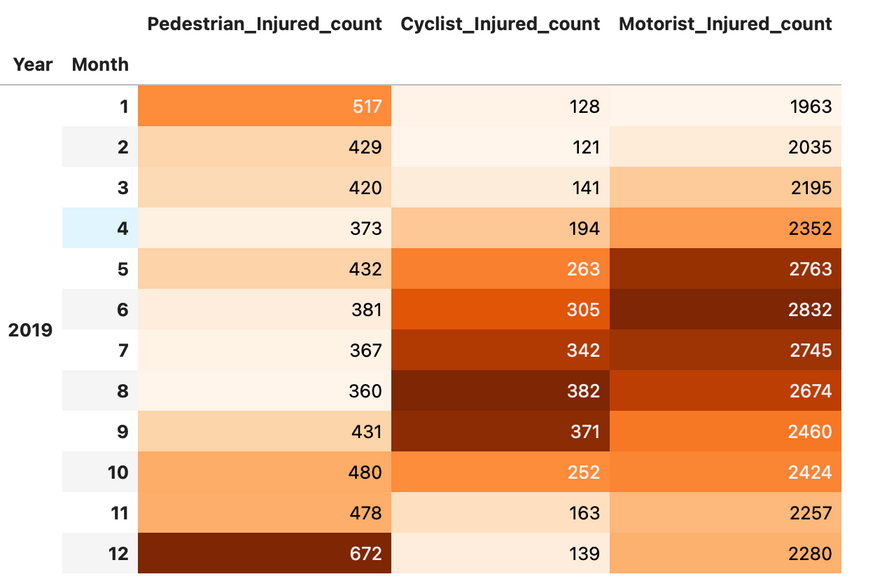 Pedestrian_Injured_count Cyclist_Injured_count Motorist_Injured_count
Year Month
1 517 128 1963
2 429 121 2035
3 420 141 2195
4 373 194 2352
5 432 263 2763
6 381 305 2832
2019
7 367 342 2745
8 360 382 2674
9 431 371 2460
10 480 252 2424
11 478 163 2257
12 672 139 2280